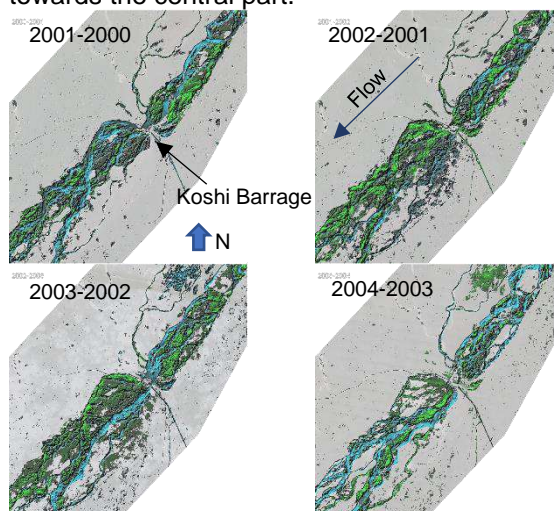 towards the central part.
2001-2000
2002-2001
Flow
Koshi Barrage
N
2003-2002
2004-2003